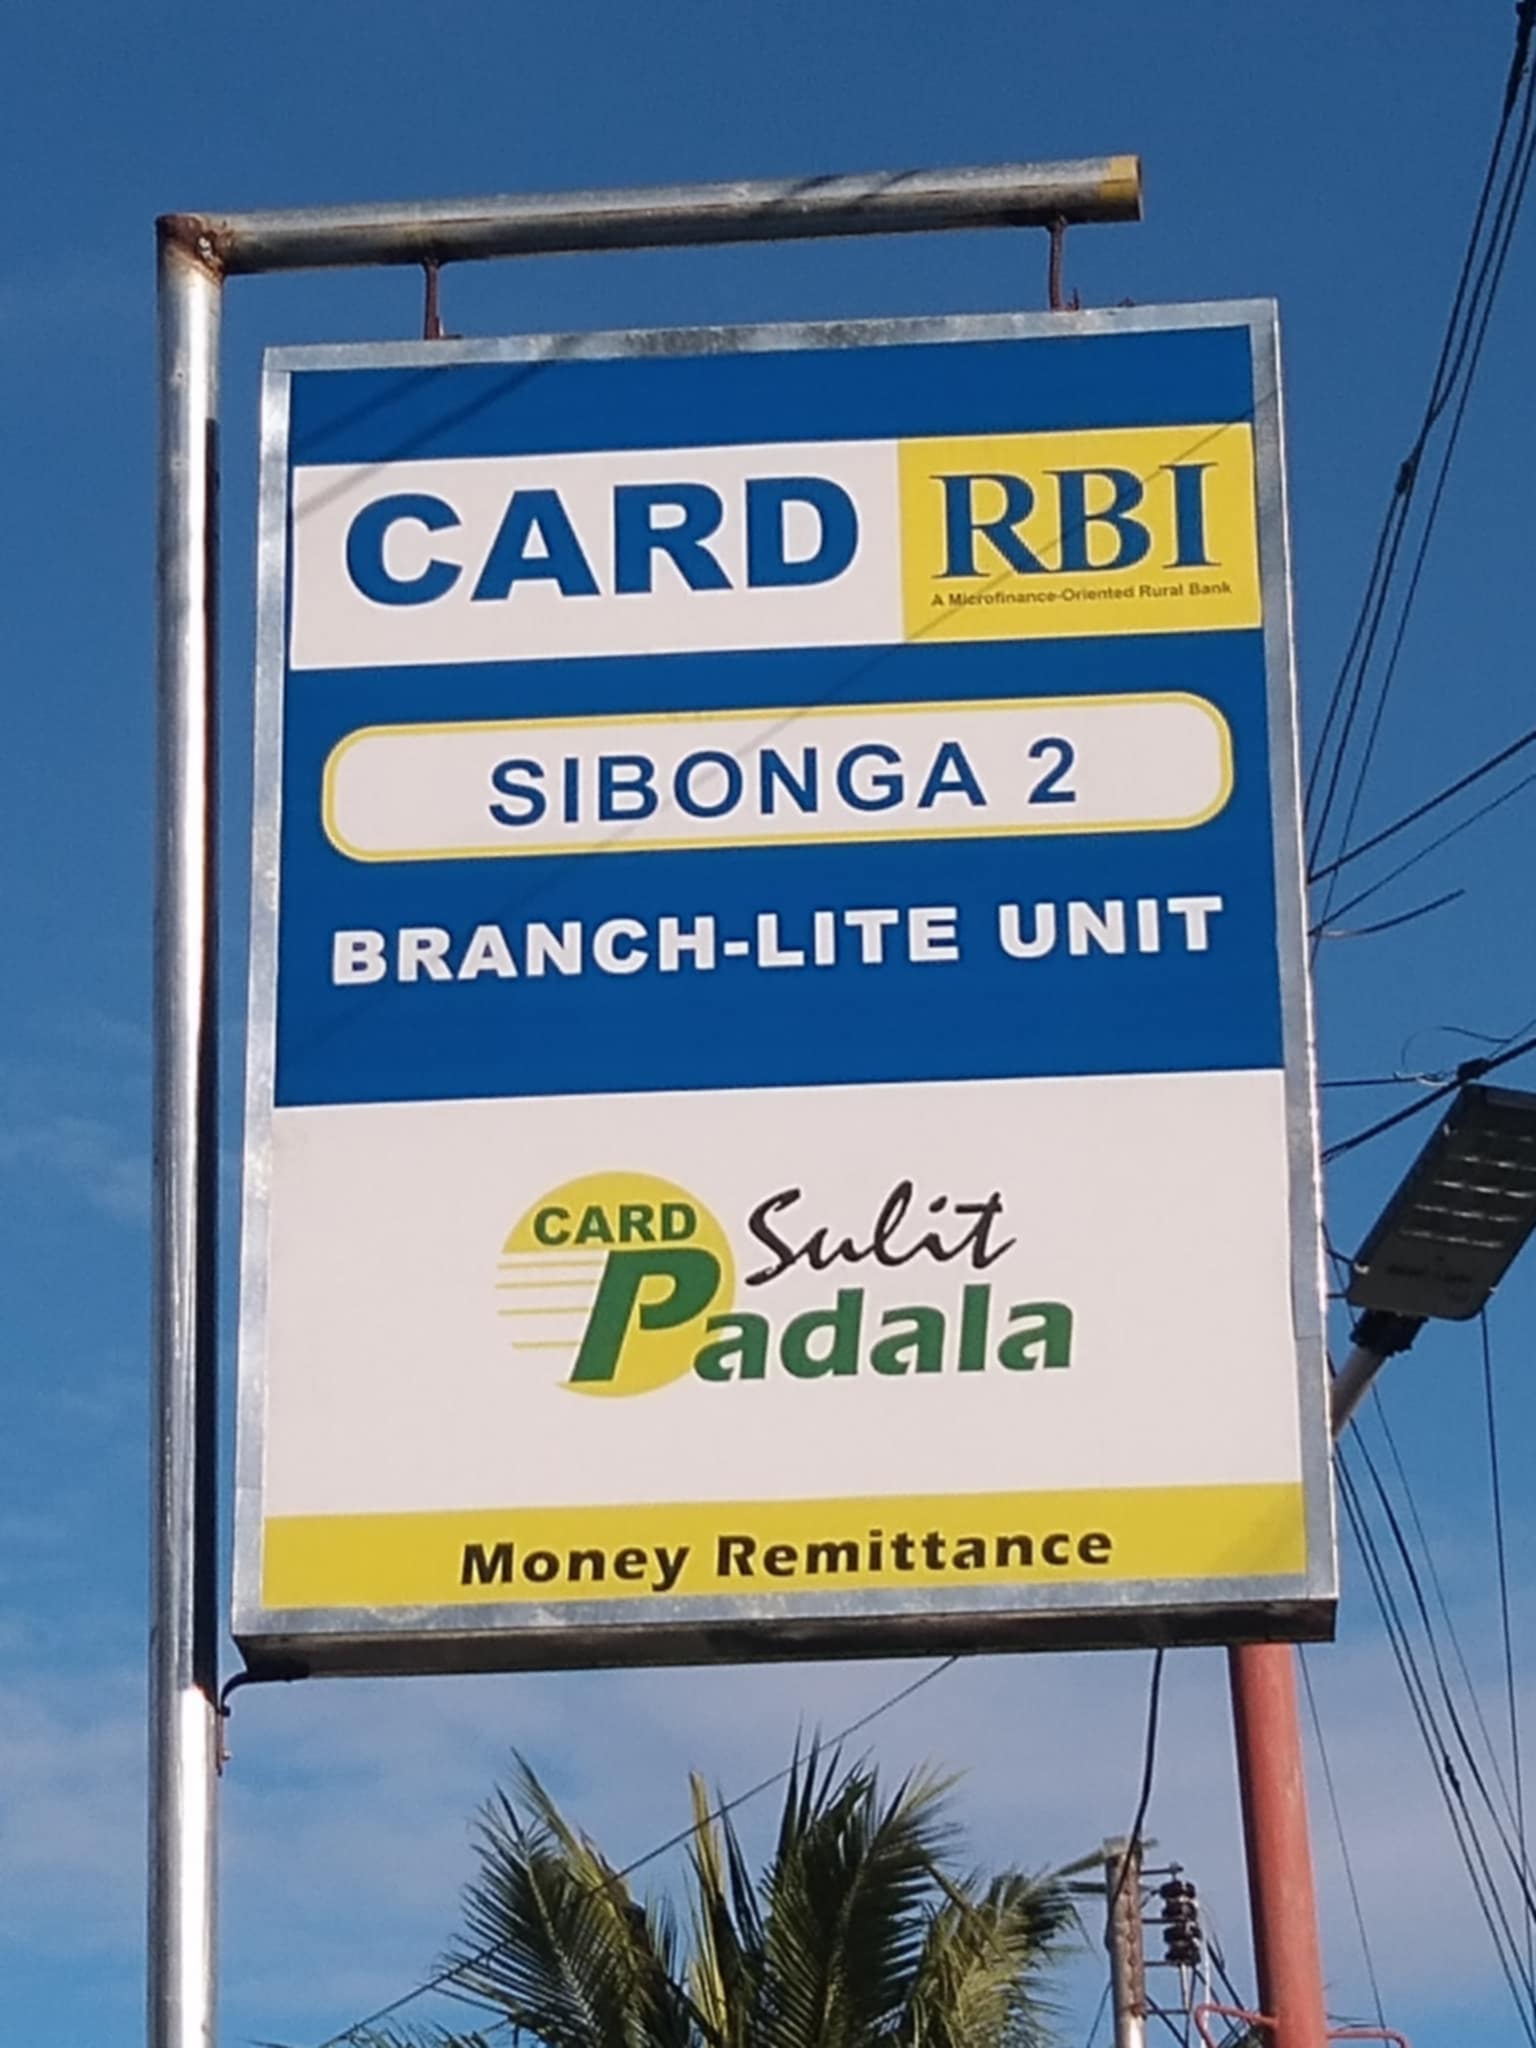 CARD RBI
A Microfinance-Oriented Rural Bank
SIBONGA 2
BRANCH-LITE UNIT
CARD Sulit
Padala
Money Remittance